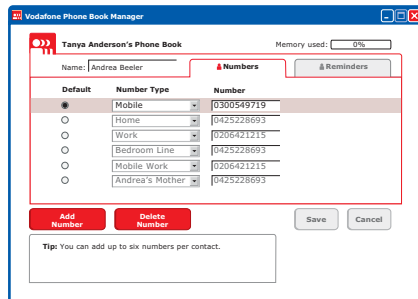 Vodafone Phone Book Manager
Tanya Anderson's Phone Book
Memory used: 0%
Name: Andrea Beeler
Numbers
Reminders
Default Number Type Number
Mobile 0300549719
Home 0425228693
Work 0206421215
Bedroom Line 0425228693
Mobile Work 0206421215
Andrea's Mother 0425228693
Add Number
Delete Number
Save
Cancel
Tip: You can add up to six numbers per contact.